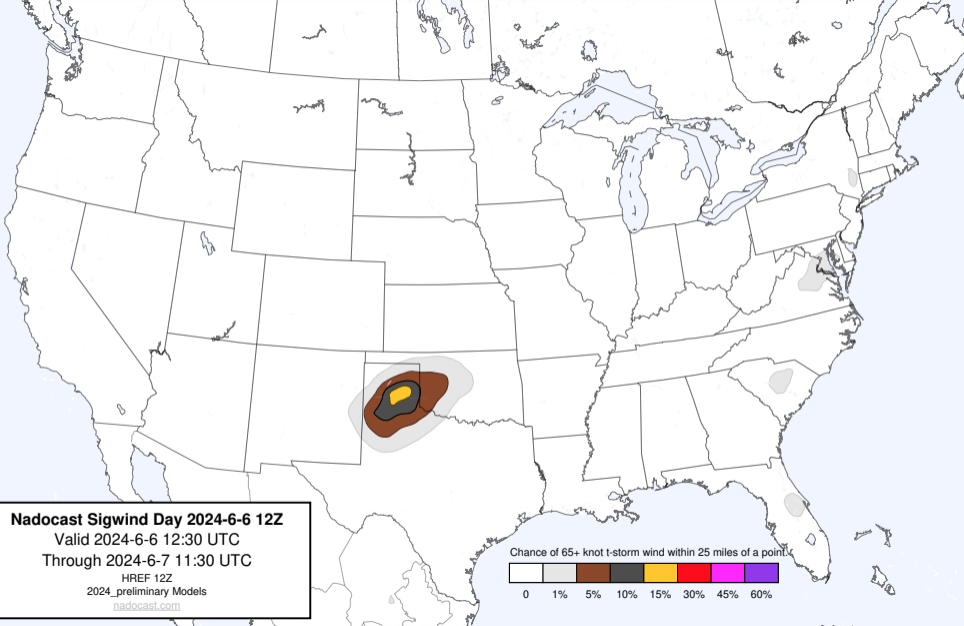 Nadocast Sigwind Day 2024-6-6 12Z
Valid 2024-6-6 12:30 UTC
Through 2024-6-7 11:30 UTC
HREF 12Z
2024_preliminary Models
nadocast.com
Chance of 65+ knot t-storm wind within 25 miles of a point.
0 1% 5% 10% 15% 30% 45% 60%